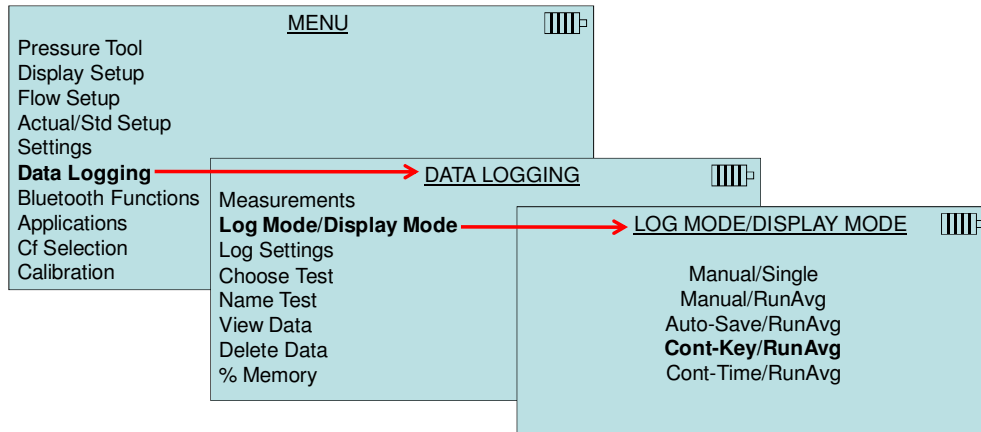 MENU
Pressure Tool
Display Setup
Flow Setup
Actual/Std Setup
Settings
Data Logging
Bluetooth Functions
Applications
Cf Selection
Calibration
DATA LOGGING
Measurements
Log Mode/Display Mode
Log Settings
Choose Test
Name Test
View Data
Delete Data
% Memory
LOG MODE/DISPLAY MODE
Manual/Single
Manual/RunAvg
Auto-Save/RunAvg
Cont-Key/RunAvg
Cont-Time/RunAvg